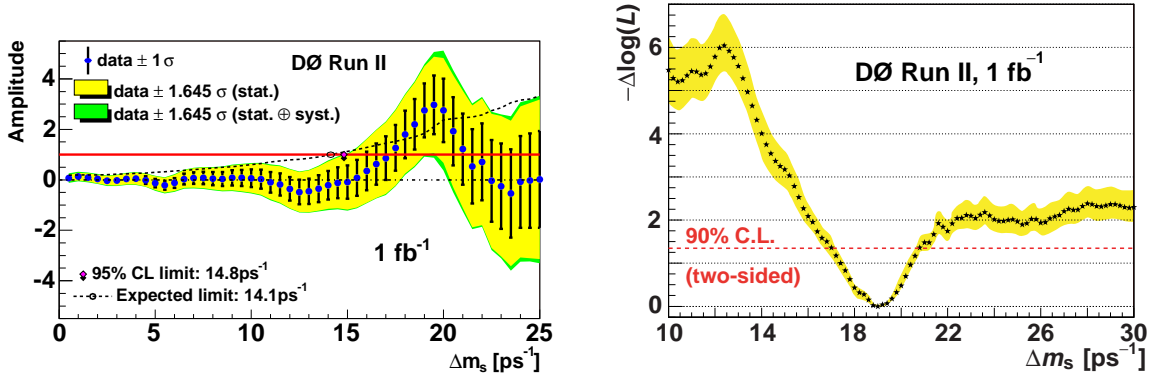 Amplitude
4
2
0
-2
-4
data ± 1 σ
data ± 1.645 σ (stat.)
data ± 1.645 σ (stat. ⊕ syst.)
DØ Run II
1 fb⁻¹
95% CL limit: 14.8ps⁻¹
Expected limit: 14.1ps⁻¹
0 5 10 15 20 25
Δmₛ [ps⁻¹]
−Δlog(L)
6
4
2
0
DØ Run II, 1 fb⁻¹
90% C.L.
(two-sided)
10 14 18 22 26 30
Δmₛ [ps⁻¹]